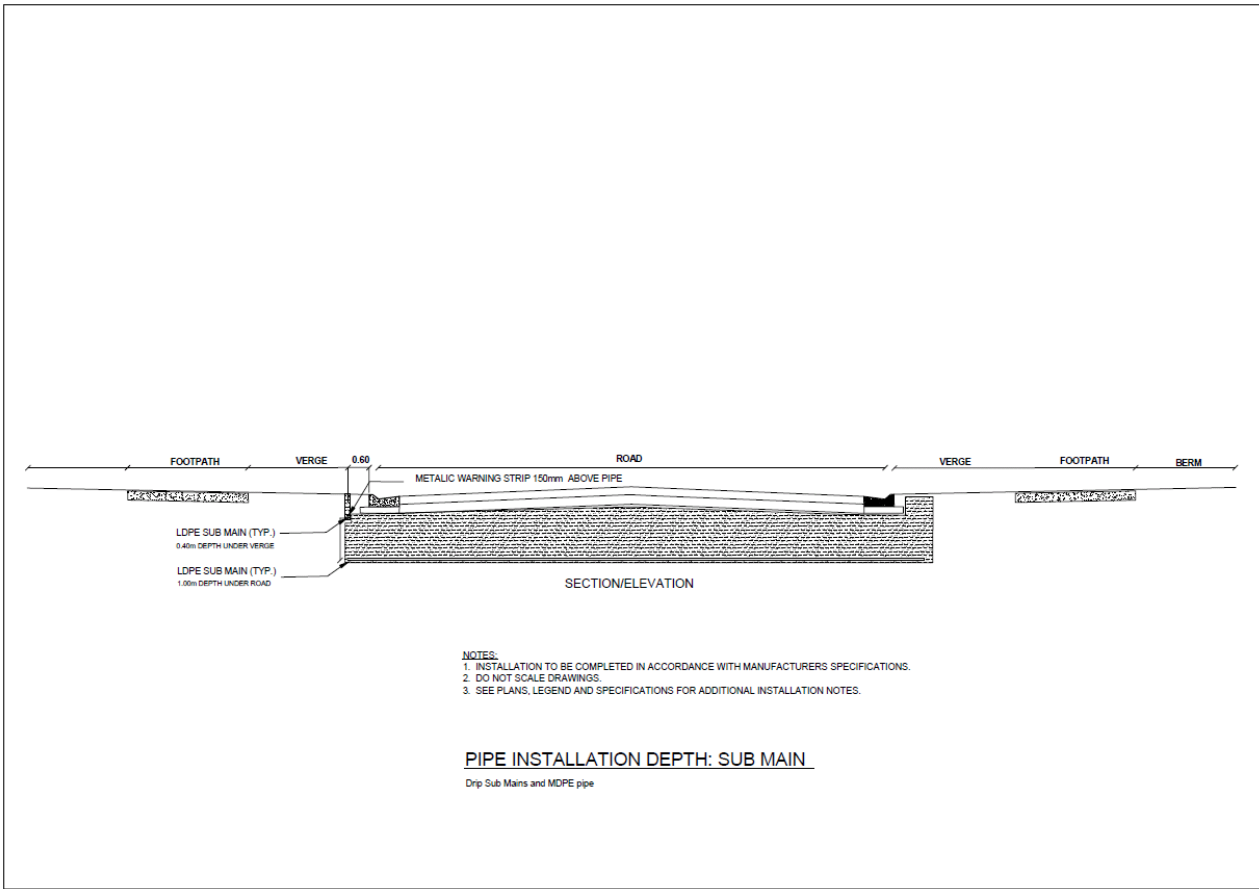 FOOTPATH VERGE 0.60 ROAD VERGE FOOTPATH BERM
METALIC WARNING STRIP 150mm ABOVE PIPE
LDPE SUB MAIN (TYP.)
0.40m DEPTH UNDER VERGE
LDPE SUB MAIN (TYP.)
1.00m DEPTH UNDER ROAD
SECTION/ELEVATION
NOTES:
1. INSTALLATION TO BE COMPLETED IN ACCORDANCE WITH MANUFACTURERS SPECIFICATIONS.
2. DO NOT SCALE DRAWINGS.
3. SEE PLANS, LEGEND AND SPECIFICATIONS FOR ADDITIONAL INSTALLATION NOTES.
PIPE INSTALLATION DEPTH: SUB MAIN
Drip Sub Mains and MDPE pipe